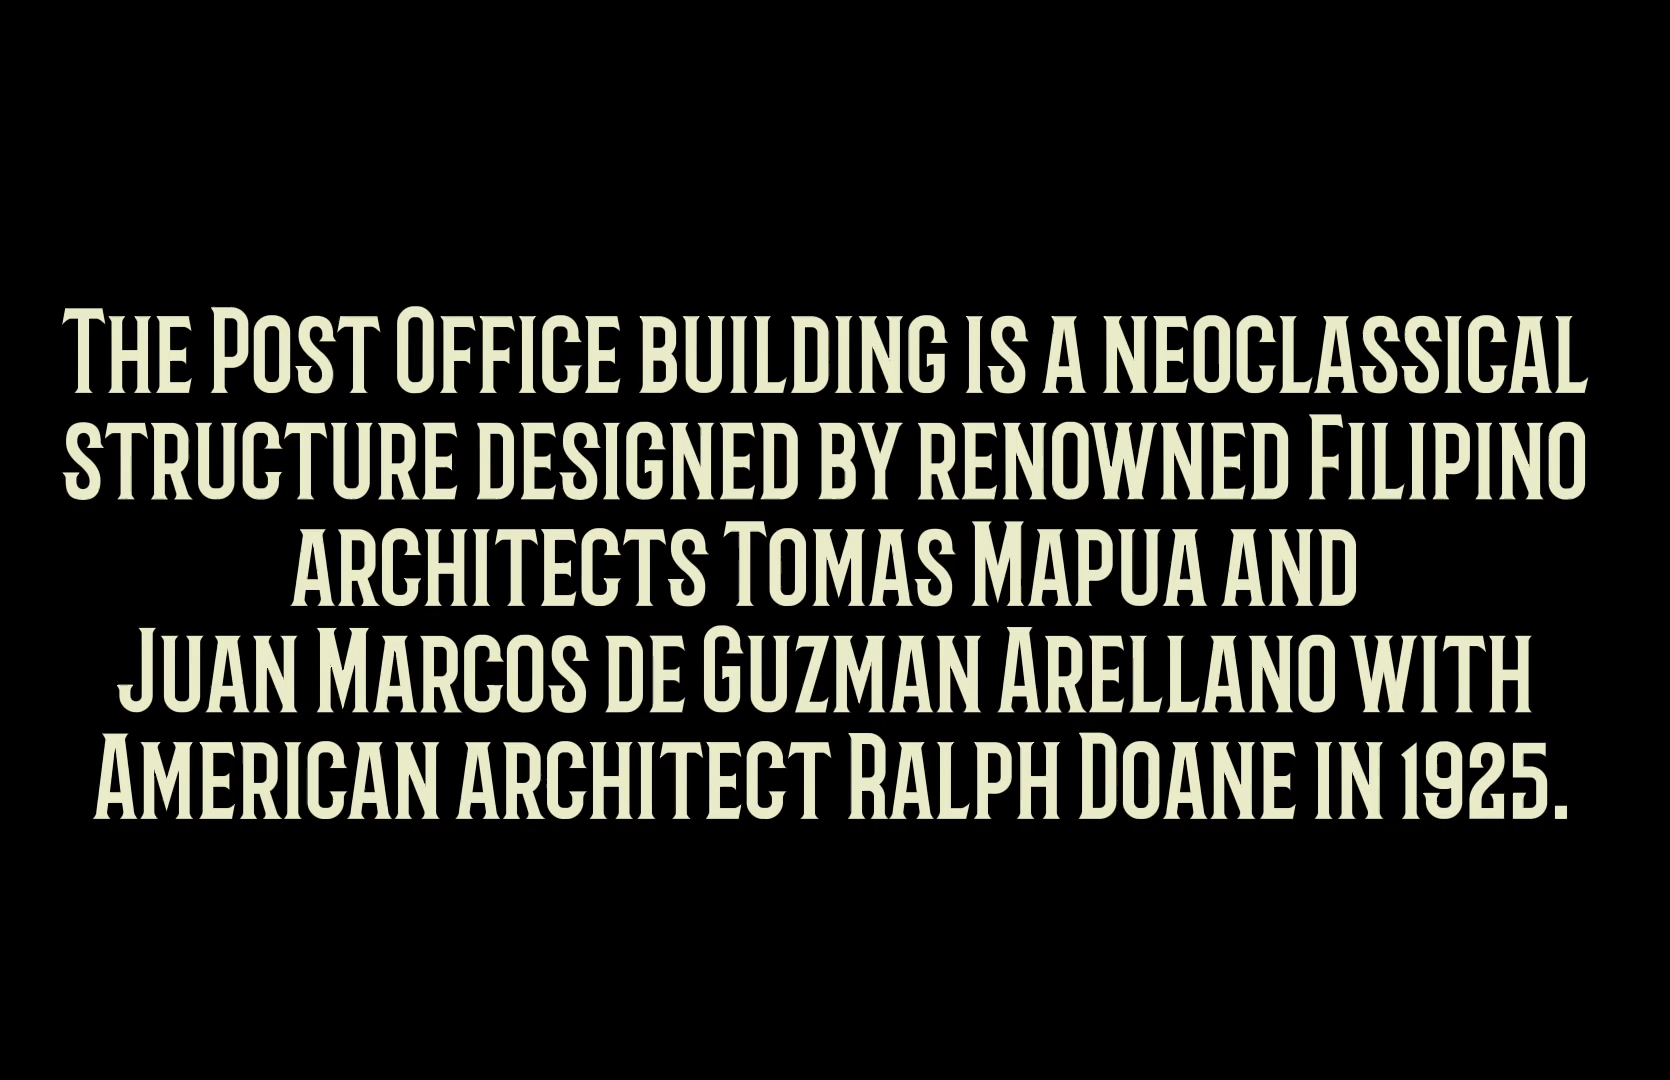 The Post Office building is a neoclassical
structure designed by renowned Filipino
architects Tomas Mapua and
Juan Marcos de Guzman Arellano with
American architect Ralph Doane in 1925.